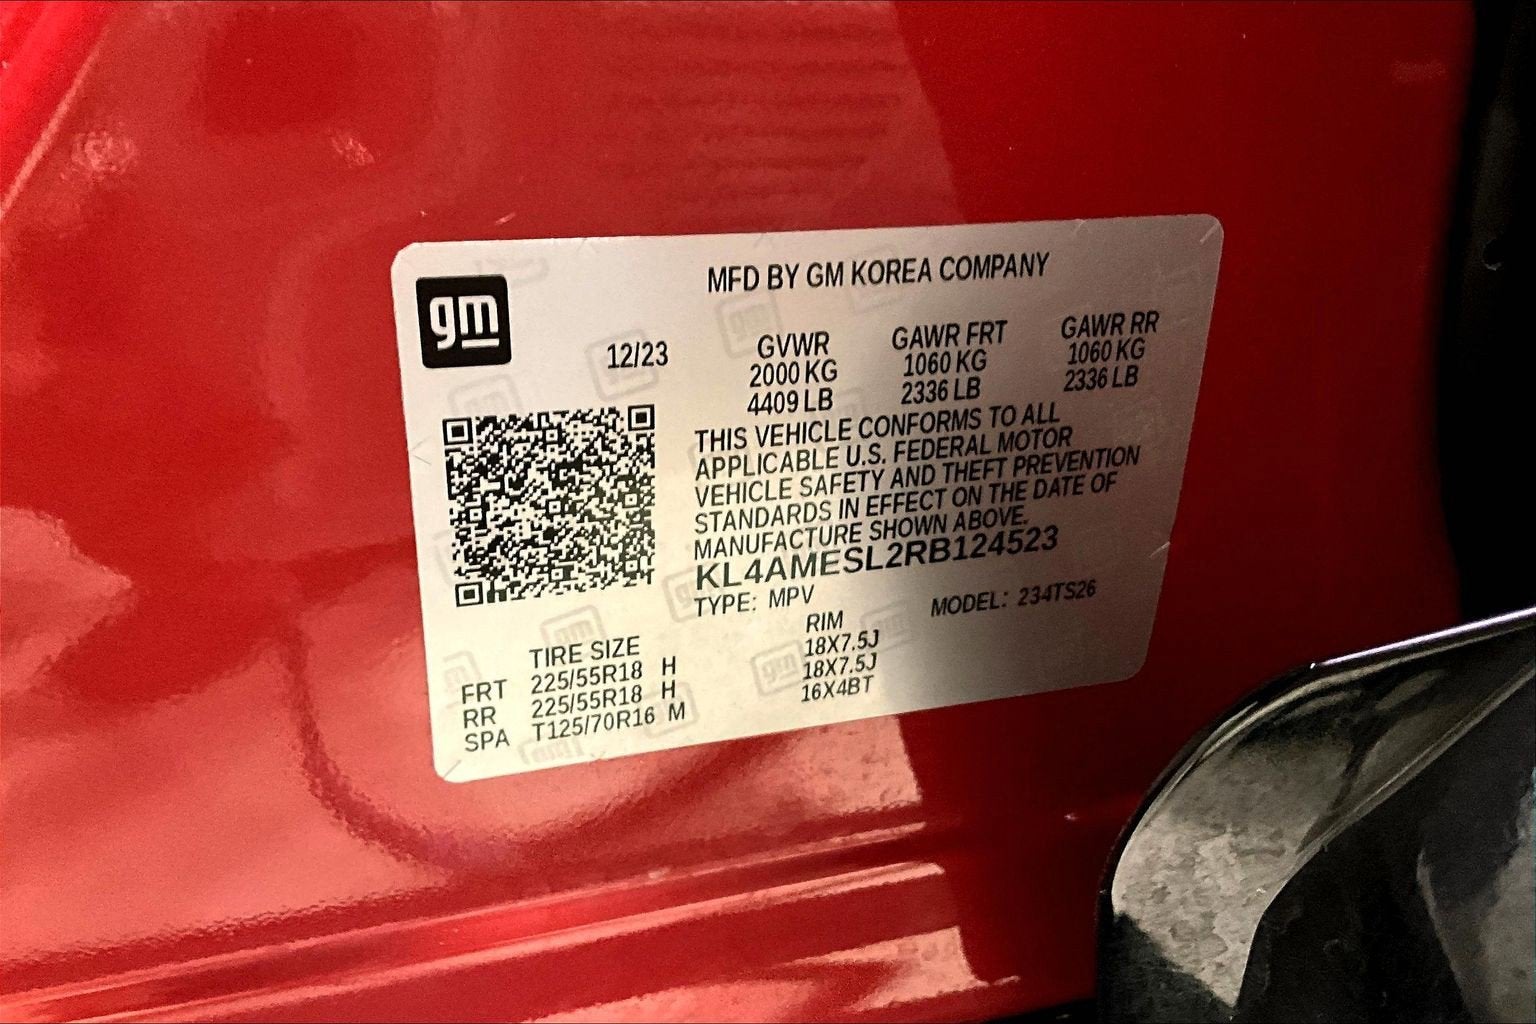 gm
MFD BY GM KOREA COMPANY
12/23
GVWR
2000 KG
4409 LB
GAWR FRT
1060 KG
2336 LB
GAWR RR
1060 KG
2336 LB
THIS VEHICLE CONFORMS TO ALL
APPLICABLE U.S. FEDERAL MOTOR
VEHICLE SAFETY AND THEFT PREVENTION
STANDARDS IN EFFECT ON THE DATE OF
MANUFACTURE SHOWN ABOVE.
KL4AMESL2RB124523
TYPE: MPV MODEL: 234TS26
TIRE SIZE RIM
FRT 225/55R18 H 18X7.5J
RR 225/55R18 H 18X7.5J
SPA T125/70R16 M 16X4BT